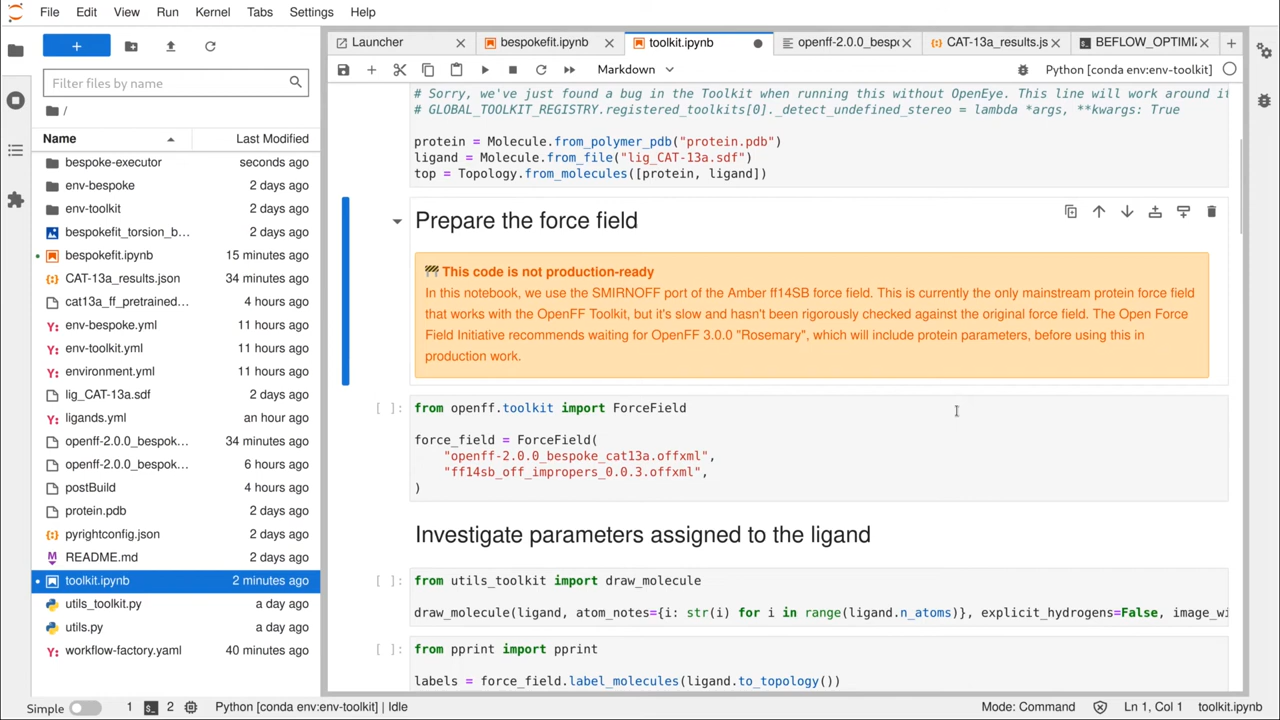 File Edit View Run Kernel Tabs Settings Help
Filter files by name
/
Name Last Modified
bespoke-executor seconds ago
env-bespoke 2 days ago
env-toolkit 2 days ago
bespokefit_torsion_b… 2 days ago
bespokefit.ipynb 15 minutes ago
CAT-13a_results.json 34 minutes ago
cat13a_ff_pretrained… 4 hours ago
env-bespoke.yml 11 hours ago
env-toolkit.yml 11 hours ago
environment.yml 11 hours ago
lig_CAT-13a.sdf 2 days ago
ligands.yml an hour ago
openff-2.0.0_bespok… 34 minutes ago
openff-2.0.0_bespok… 6 hours ago
postBuild 4 hours ago
protein.pdb 2 days ago
pyrightconfig.json 2 days ago
README.md 2 days ago
toolkit.ipynb 2 minutes ago
utils_toolkit.py a day ago
utils.py a day ago
workflow-factory.yaml 40 minutes ago
Launcher bespokefit.ipynb toolkit.ipynb openff-2.0.0_bespo CAT-13a_results.js BEFLOW_OPTIMIZ
Markdown Python [conda env:env-toolkit]
# Sorry, we've just found a bug in the Toolkit when running this without OpenEye. This line will work around it
# GLOBAL_TOOLKIT_REGISTRY.registered_toolkits[0]._detect_undefined_stereo = lambda *args, **kwargs: True
protein = Molecule.from_polymer_pdb("protein.pdb")
ligand = Molecule.from_file("lig_CAT-13a.sdf")
top = Topology.from_molecules([protein, ligand])
Prepare the force field
🚧 This code is not production-ready
In this notebook, we use the SMIRNOFF port of the Amber ff14SB force field. This is currently the only mainstream protein force field
that works with the OpenFF Toolkit, but it's slow and hasn't been rigorously checked against the original force field. The Open Force
Field Initiative recommends waiting for OpenFF 3.0.0 "Rosemary", which will include protein parameters, before using this in
production work.
[ ]: from openff.toolkit import ForceField
force_field = ForceField(
"openff-2.0.0_bespoke_cat13a.offxml",
"ff14sb_off_impropers_0.0.3.offxml",
)
Investigate parameters assigned to the ligand
[ ]: from utils_toolkit import draw_molecule
draw_molecule(ligand, atom_notes={i: str(i) for i in range(ligand.n_atoms)}, explicit_hydrogens=False, image_wi
[ ]: from pprint import pprint
labels = force_field.label_molecules(ligand.to_topology())
Simple 1 2 Python [conda env:env-toolkit] | Idle Mode: Command Ln 1, Col 1 toolkit.ipynb